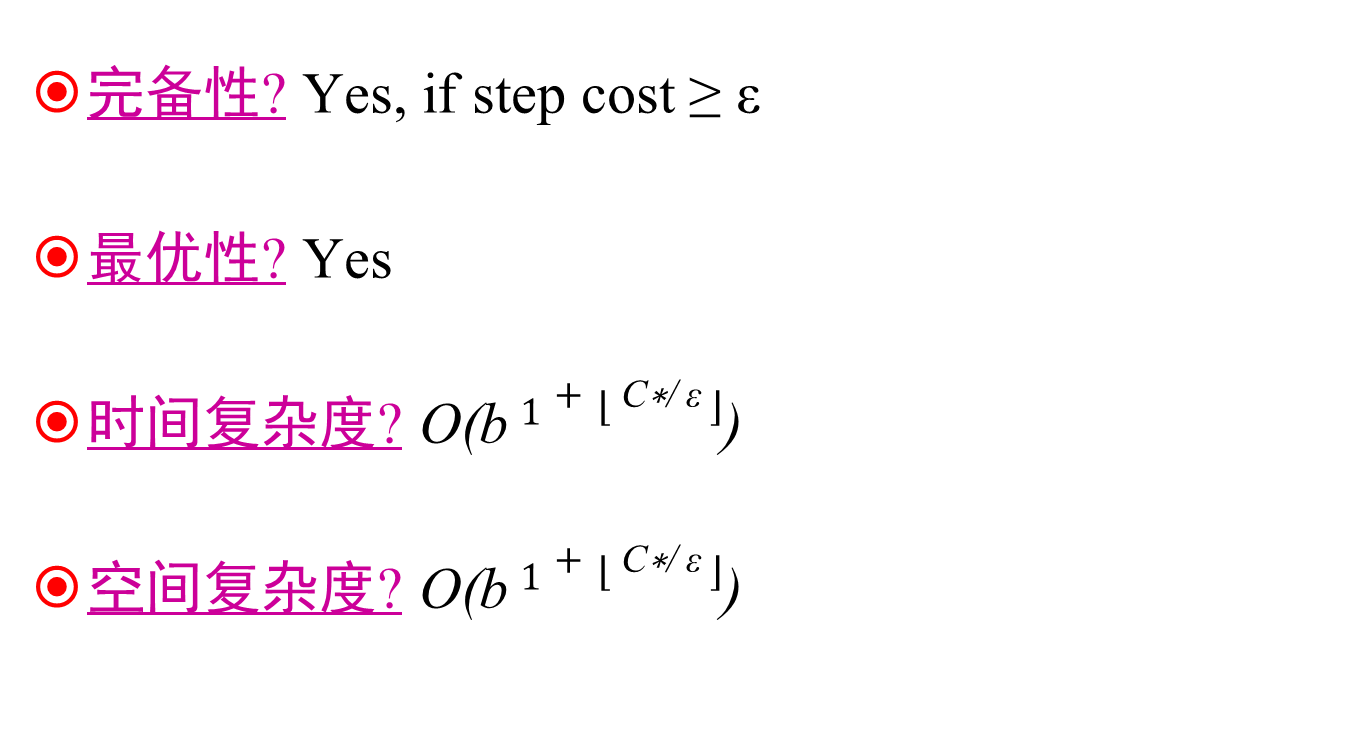 完备性? Yes, if step cost ≥ ε
最优性? Yes
时间复杂度? O(b 1 + ⌊ C*/ ε ⌋)
空间复杂度? O(b 1 + ⌊ C*/ ε ⌋)